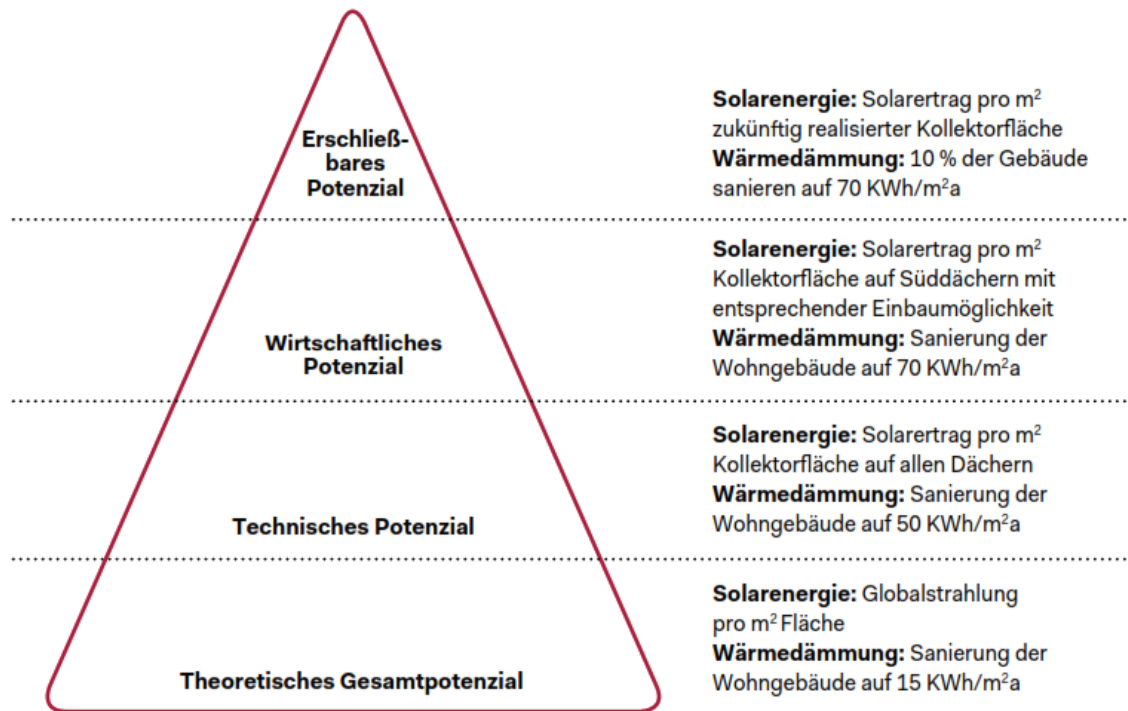 Erschließ-
bares
Potenzial
Solarenergie: Solarertrag pro m²
zukünftig realisierter Kollektorfläche
Wärmedämmung: 10 % der Gebäude
sanieren auf 70 KWh/m²a
Wirtschaftliches
Potenzial
Solarenergie: Solarertrag pro m²
Kollektorfläche auf Süddächern mit
entsprechender Einbaumöglichkeit
Wärmedämmung: Sanierung der
Wohngebäude auf 70 KWh/m²a
Technisches Potenzial
Solarenergie: Solarertrag pro m²
Kollektorfläche auf allen Dächern
Wärmedämmung: Sanierung der
Wohngebäude auf 50 KWh/m²a
Theoretisches Gesamtpotenzial
Solarenergie: Globalstrahlung
pro m² Fläche
Wärmedämmung: Sanierung der
Wohngebäude auf 15 KWh/m²a